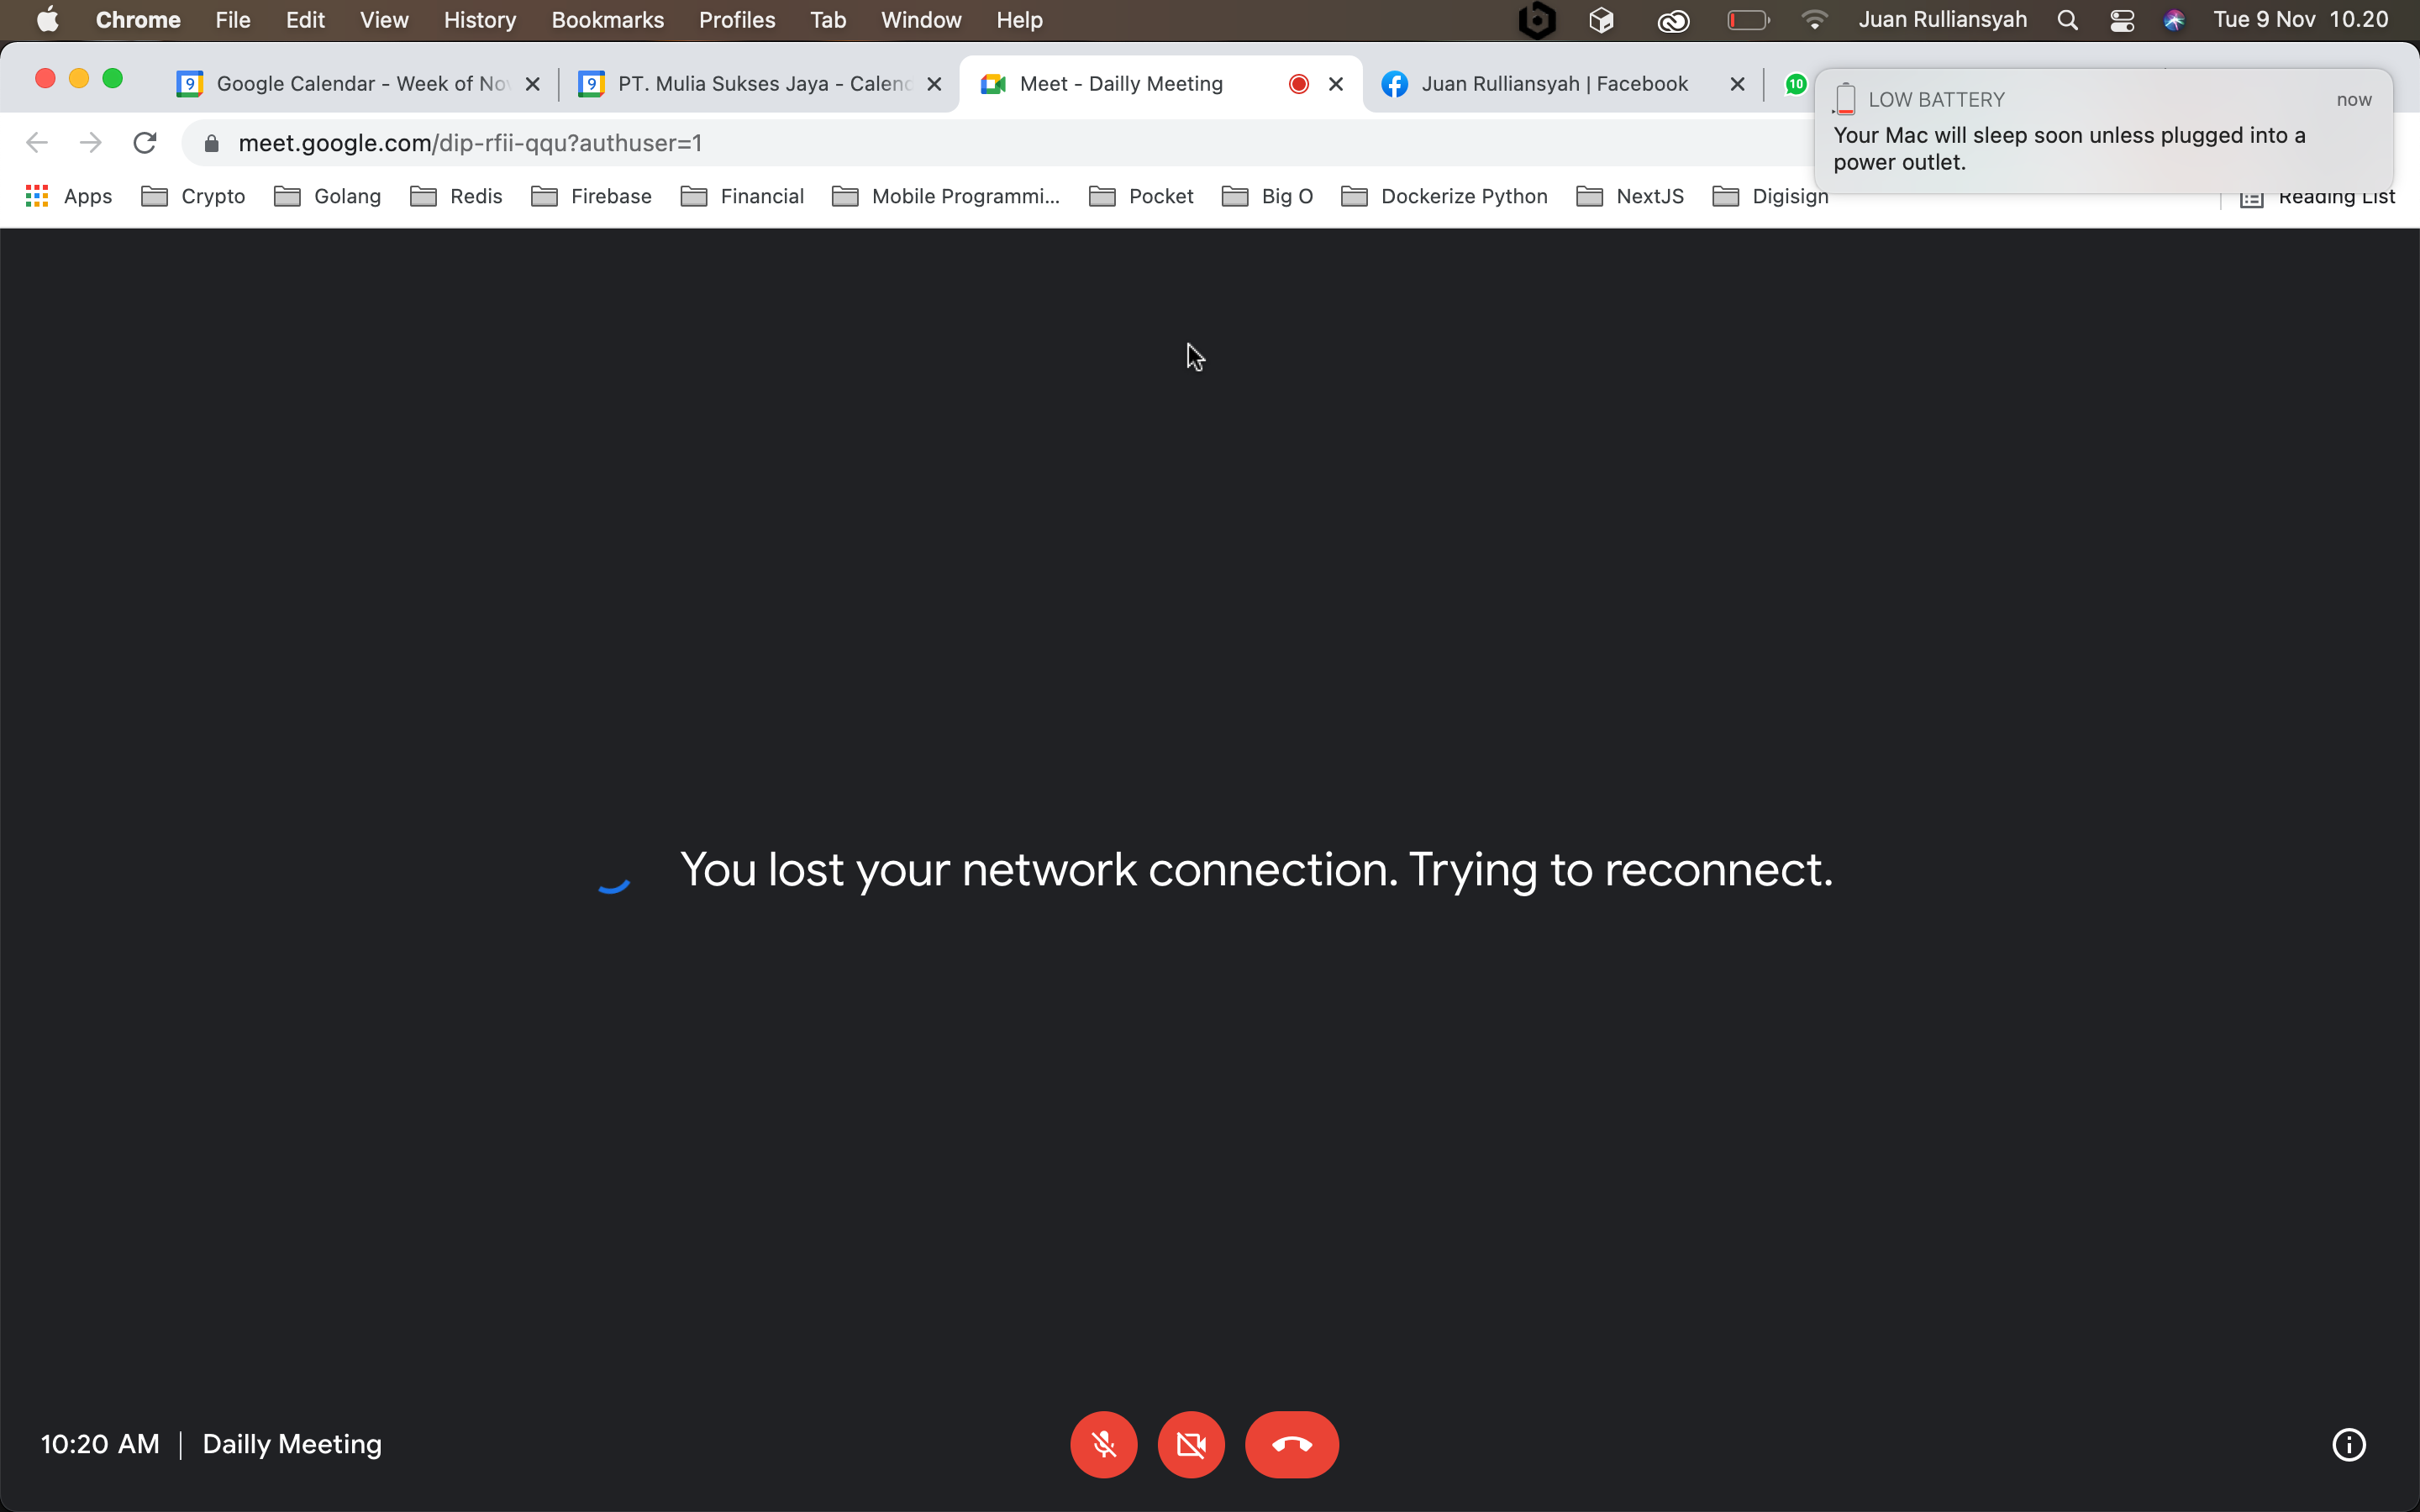 Chrome File Edit View History Bookmarks Profiles Tab Window Help Juan Rulliansyah Tue 9 Nov 10.20
9 Google Calendar - Week of Nov 9 PT. Mulia Sukses Jaya - Calend Meet - Dailly Meeting Juan Rulliansyah | Facebook 10
LOW BATTERY now
Your Mac will sleep soon unless plugged into a
power outlet.
meet.google.com/dip-rfii-qqu?authuser=1
Apps Crypto Golang Redis Firebase Financial Mobile Programmi... Pocket Big O Dockerize Python NextJS Digisign Reading List
You lost your network connection. Trying to reconnect.
10:20 AM | Dailly Meeting